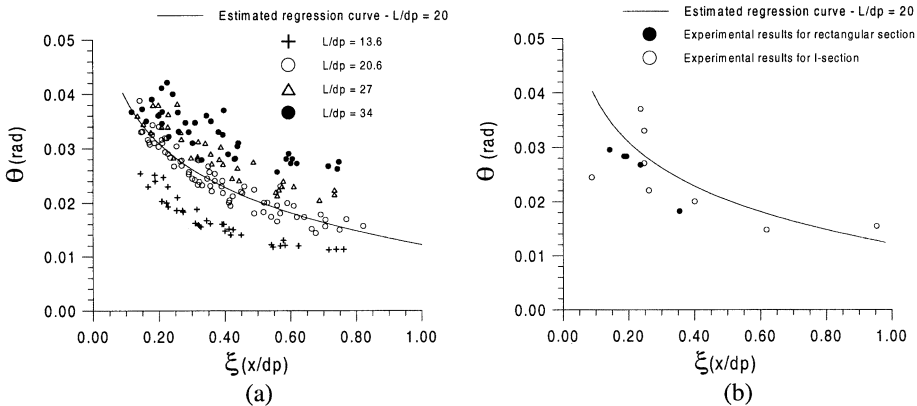 Estimated regression curve - L/dp = 20
L/dp = 13.6
L/dp = 20.6
L/dp = 27
L/dp = 34
0.05
0.04
0.03
0.02
0.01
0.00
Θ (rad)
0.00 0.20 0.40 0.60 0.80 1.00
ξ(x/dp)
(a)
Estimated regression curve - L/dp = 20
Experimental results for rectangular section
Experimental results for I-section
0.05
0.04
0.03
0.02
0.01
0.00
Θ (rad)
0.00 0.20 0.40 0.60 0.80 1.00
ξ(x/dp)
(b)